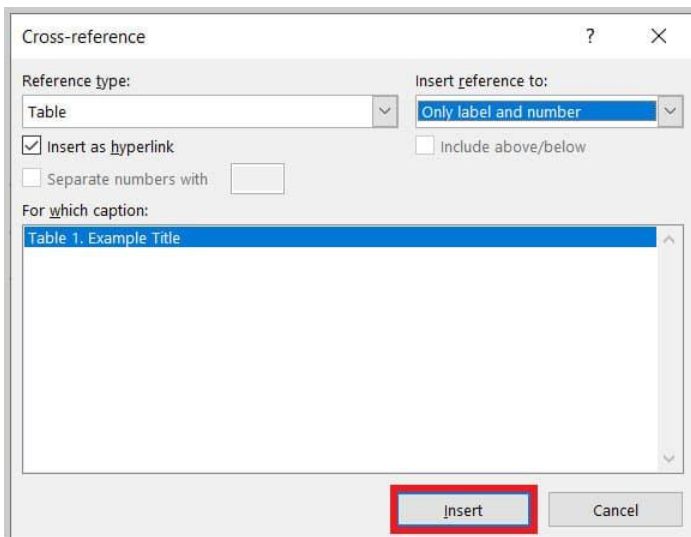 Cross-reference ?
Reference type: Insert reference to:
Table Only label and number
Insert as hyperlink Include above/below
Separate numbers with
For which caption:
Table 1. Example Title
Insert Cancel